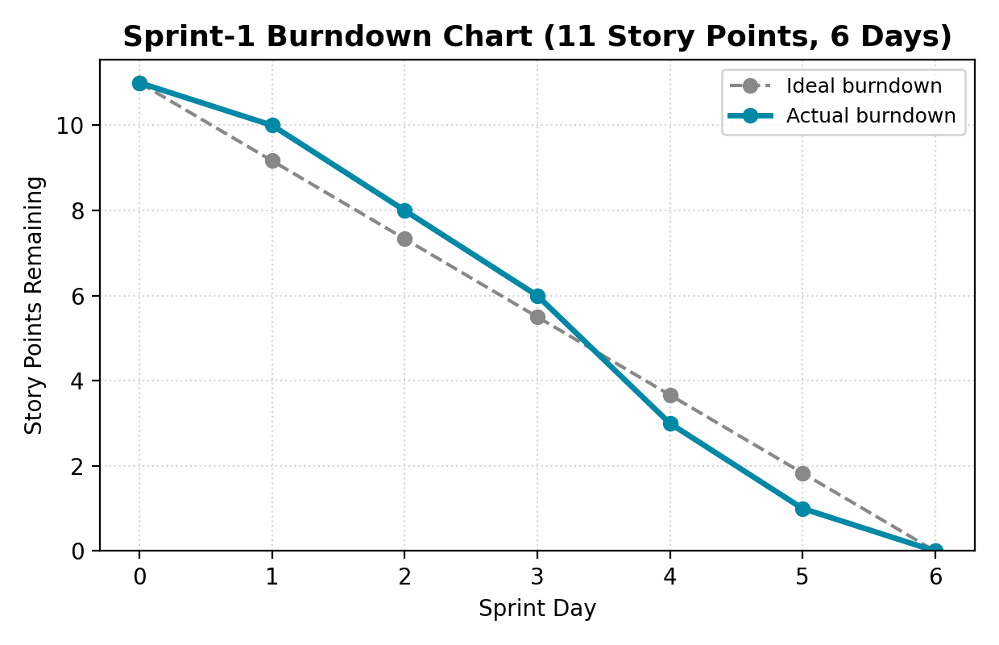 Sprint-1 Burndown Chart (11 Story Points, 6 Days)
Ideal burndown
Actual burndown
Story Points Remaining
10
8
6
4
2
0
0 1 2 3 4 5 6
Sprint Day